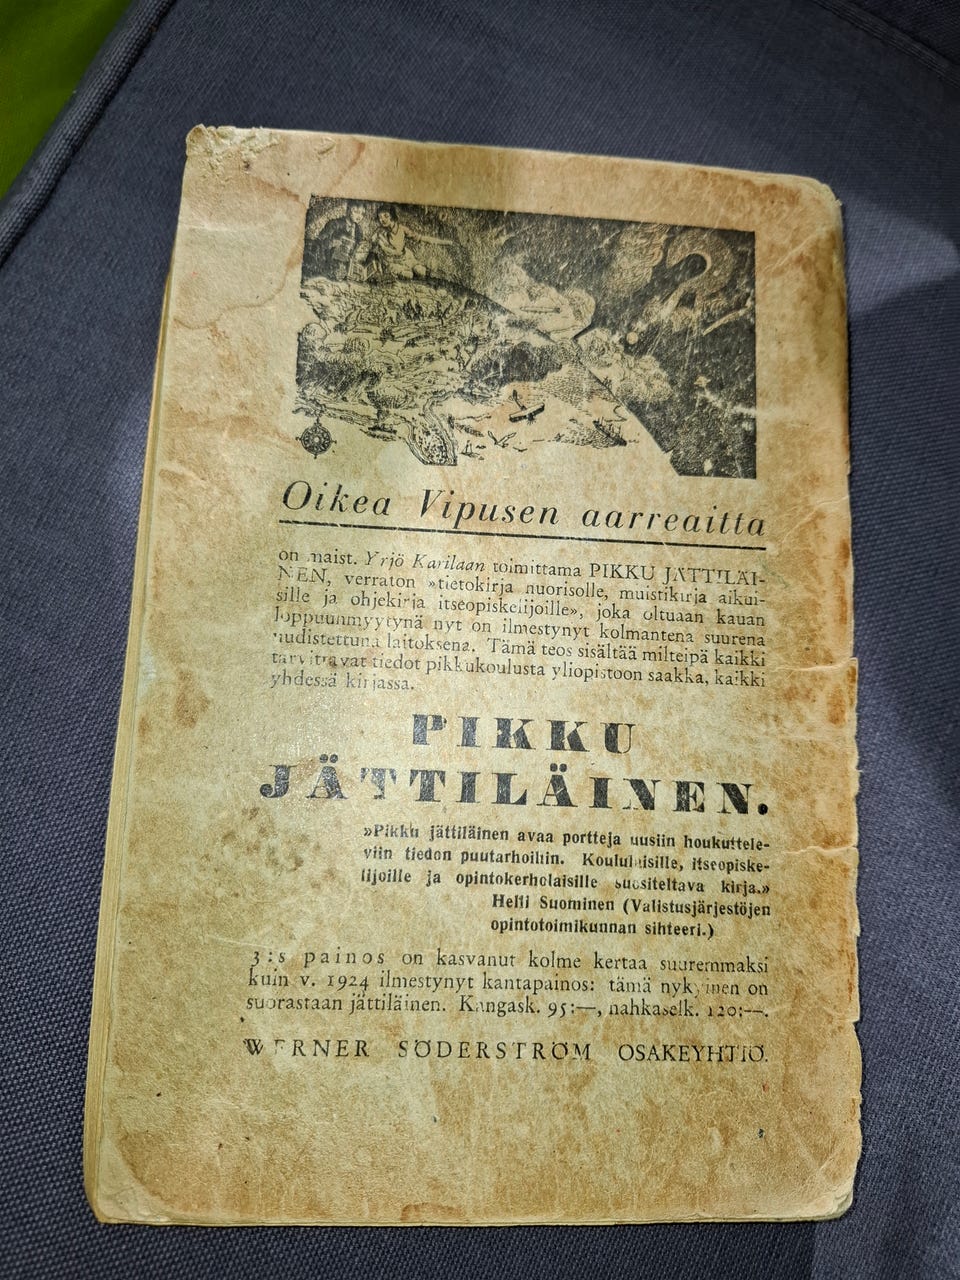 Oikea Vipusen aarreaitta
on maist. Yrjö Karilaan toimittama PIKKU JÄTTILÄI-
NEN, verraton »tietokirja nuorisolle, muistikirja aikui-
sille ja ohjekirja itseopiskelijoille», joka oltuaan kauan
loppuunmyytynä nyt on ilmestynyt kolmantena suurena
uudistettuna laitoksena. Tämä teos sisältää milteipä kaikki
tarvittavat tiedot pikkukoulusta yliopistoon saakka, kaikki
yhdessä kirjassa.
PIKKU
JÄTTILÄINEN.
»Pikku jättiläinen avaa portteja uusiin houkuttele-
viin tiedon puutarhoihin. Koululaisille, itseopiske-
lijoille ja opintokerholaisille suositeltava kirja.»
Helli Suominen (Valistusjärjestöjen
opintotoimikunnan sihteeri.)
3:s painos on kasvanut kolme kertaa suuremmaksi
kuin v. 1924 ilmestynyt kantapainos: tämä nykyinen on
suorastaan jättiläinen. Kangask. 95:—, nahkaselk. 120:—.
WERNER SÖDERSTRÖM OSAKEYHTIÖ.